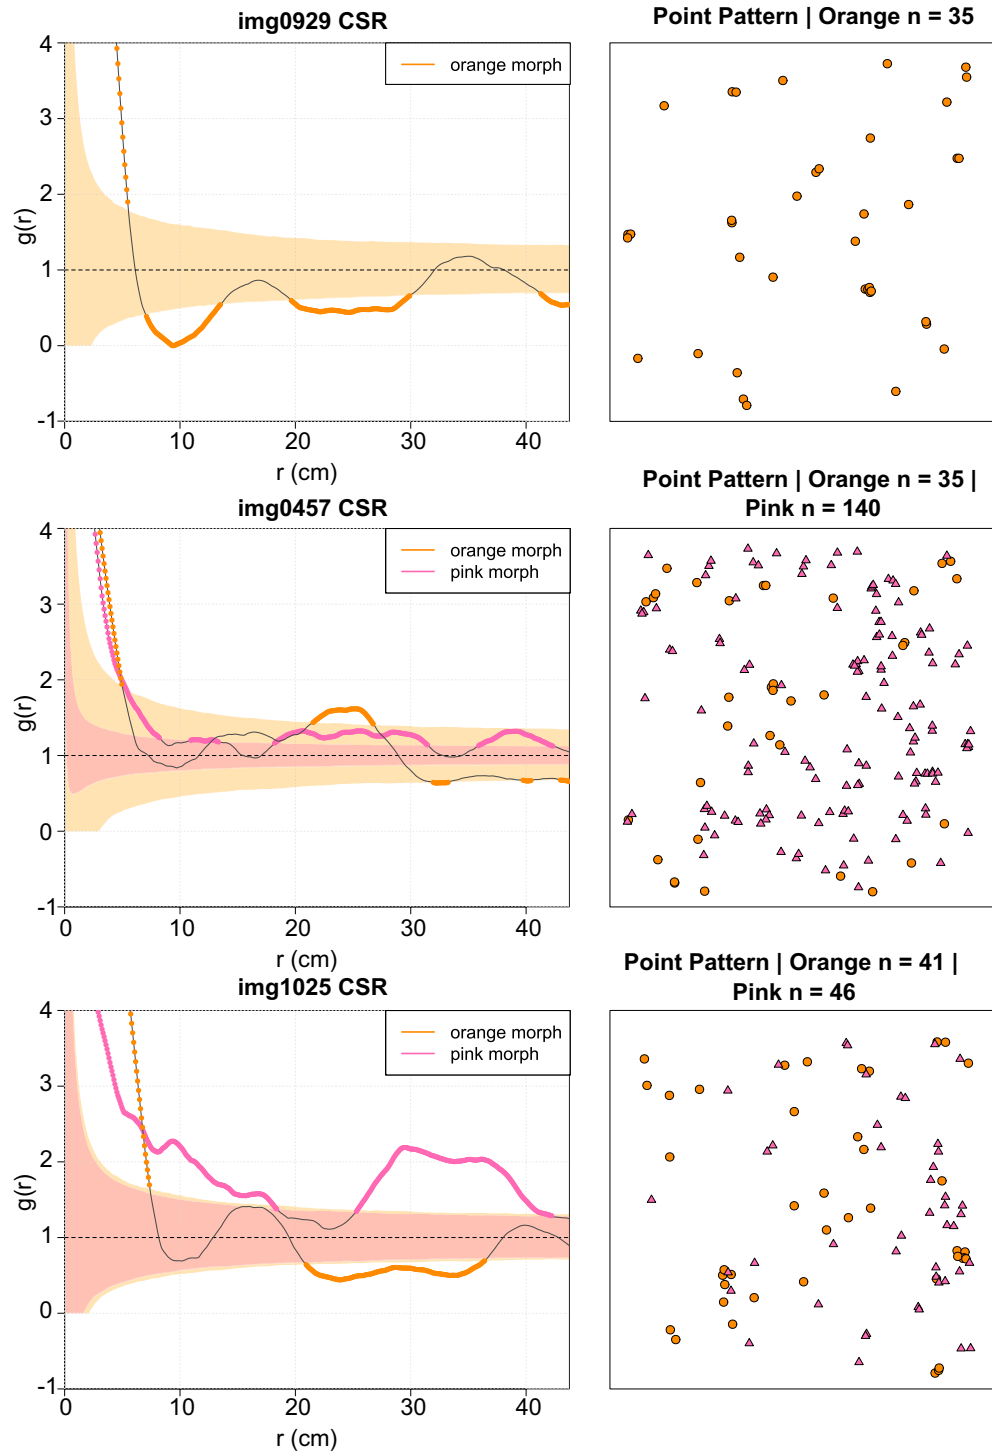 img0929 CSR
Point Pattern | Orange n = 35
4
3
2
1
0
-1
g(r)
orange morph
0 10 20 30 40
r (cm)
img0457 CSR
Point Pattern | Orange n = 35 |
Pink n = 140
4
3
2
1
0
-1
g(r)
orange morph
pink morph
0 10 20 30 40
r (cm)
img1025 CSR
Point Pattern | Orange n = 41 |
Pink n = 46
4
3
2
1
0
-1
g(r)
orange morph
pink morph
0 10 20 30 40
r (cm)